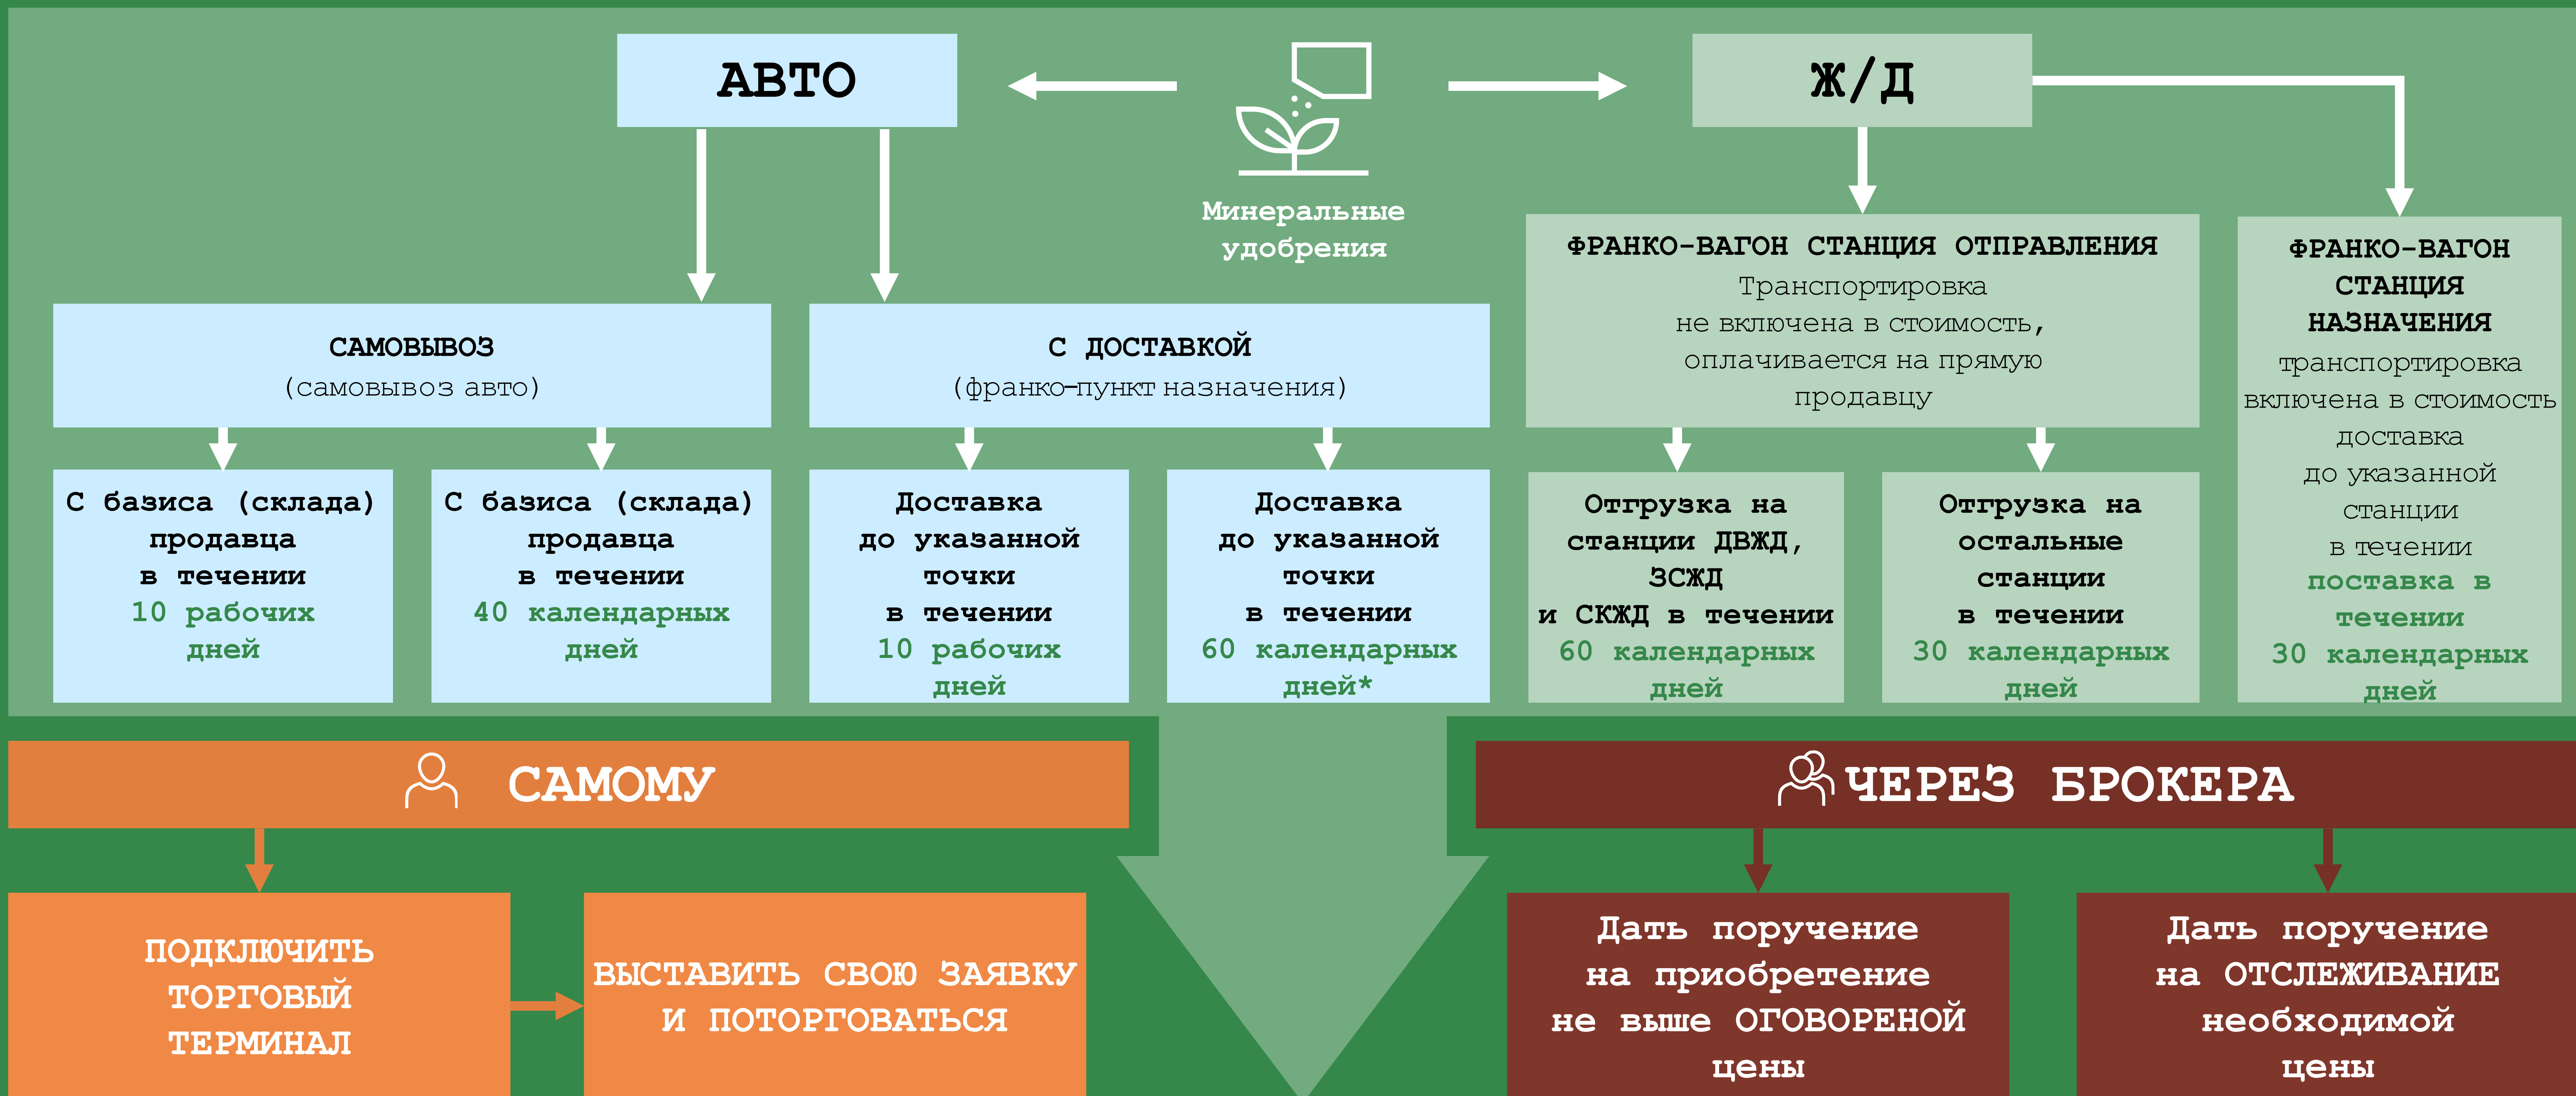 АВТО
Ж/Д
Минеральные
удобрения
САМОВЫВОЗ
(самовывоз авто)
С ДОСТАВКОЙ
(франко-пункт назначения)
ФРАНКО-ВАГОН СТАНЦИЯ ОТПРАВЛЕНИЯ
Транспортировка
не включена в стоимость,
оплачивается на прямую
продавцу
ФРАНКО-ВАГОН
СТАНЦИЯ
НАЗНАЧЕНИЯ
транспортировка
включена в стоимость
доставка
до указанной
станции
в течении
поставка в
течении
30 календарных
дней
С базиса (склада)
продавца
в течении
10 рабочих
дней
С базиса (склада)
продавца
в течении
40 календарных
дней
Доставка
до указанной
точки
в течении
10 рабочих
дней
Доставка
до указанной
точки
в течении
60 календарных
дней*
Отгрузка на
станции ДВЖД,
ЗСЖД
и СКЖД в течении
60 календарных
дней
Отгрузка на
остальные
станции
в течении
30 календарных
дней
САМОМУ
ЧЕРЕЗ БРОКЕРА
ПОДКЛЮЧИТЬ
ТОРГОВЫЙ
ТЕРМИНАЛ
ВЫСТАВИТЬ СВОЮ ЗАЯВКУ
И ПОТОРГОВАТЬСЯ
Дать поручение
на приобретение
не выше ОГОВОРЕНОЙ
цены
Дать поручение
на ОТСЛЕЖИВАНИЕ
необходимой
цены